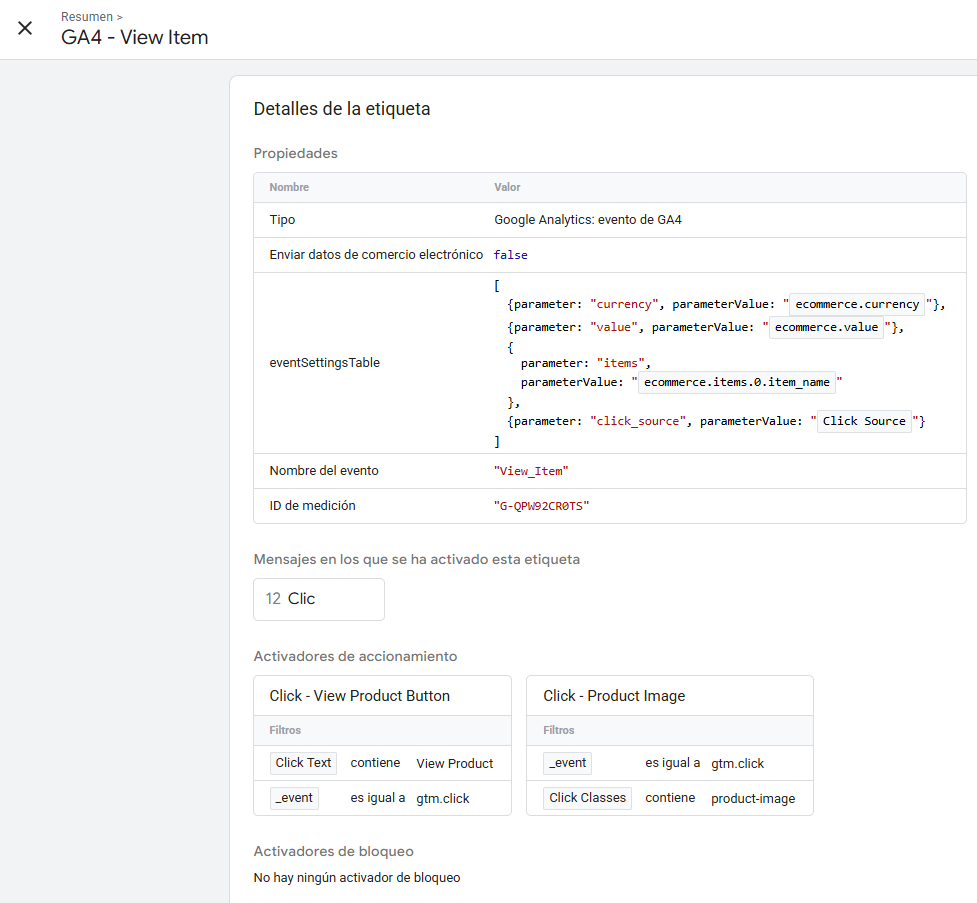 Resumen >
GA4 - View Item
Detalles de la etiqueta
Propiedades
Nombre Valor
Tipo Google Analytics: evento de GA4
Enviar datos de comercio electrónico false
eventSettingsTable
[
{parameter: "currency", parameterValue: " ecommerce.currency "},
{parameter: "value", parameterValue: " ecommerce.value "},
{
parameter: "items",
parameterValue: " ecommerce.items.0.item_name "
},
{parameter: "click_source", parameterValue: " Click Source "}
]
Nombre del evento "View_Item"
ID de medición "G-QPW92CR0TS"
Mensajes en los que se ha activado esta etiqueta
12 Clic
Activadores de accionamiento
Click - View Product Button
Filtros
Click Text contiene View Product
_event es igual a gtm.click
Click - Product Image
Filtros
_event es igual a gtm.click
Click Classes contiene product-image
Activadores de bloqueo
No hay ningún activador de bloqueo